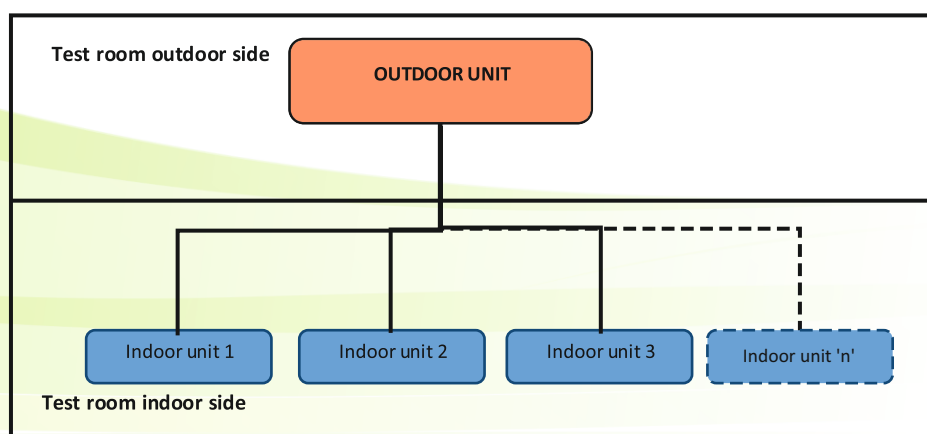 Test room outdoor side
OUTDOOR UNIT
Indoor unit 1
Indoor unit 2
Indoor unit 3
Indoor unit 'n'
Test room indoor side